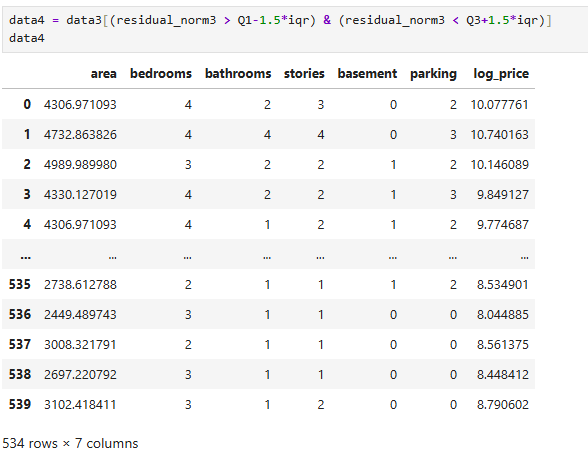 data4 = data3[(residual_norm3 > Q1-1.5*iqr) & (residual_norm3 < Q3+1.5*iqr)]
data4
area bedrooms bathrooms stories basement parking log_price
0 4306.971093 4 2 3 0 2 10.077761
1 4732.863826 4 4 4 0 3 10.740163
2 4989.989980 3 2 2 1 2 10.146089
3 4330.127019 4 2 2 1 3 9.849127
4 4306.971093 4 1 2 1 2 9.774687
... ... ... ... ... ... ... ...
535 2738.612788 2 1 1 1 2 8.534901
536 2449.489743 3 1 1 0 0 8.044885
537 3008.321791 2 1 1 0 0 8.561375
538 2697.220792 3 1 1 0 0 8.448412
539 3102.418411 3 1 2 0 0 8.790602
534 rows × 7 columns